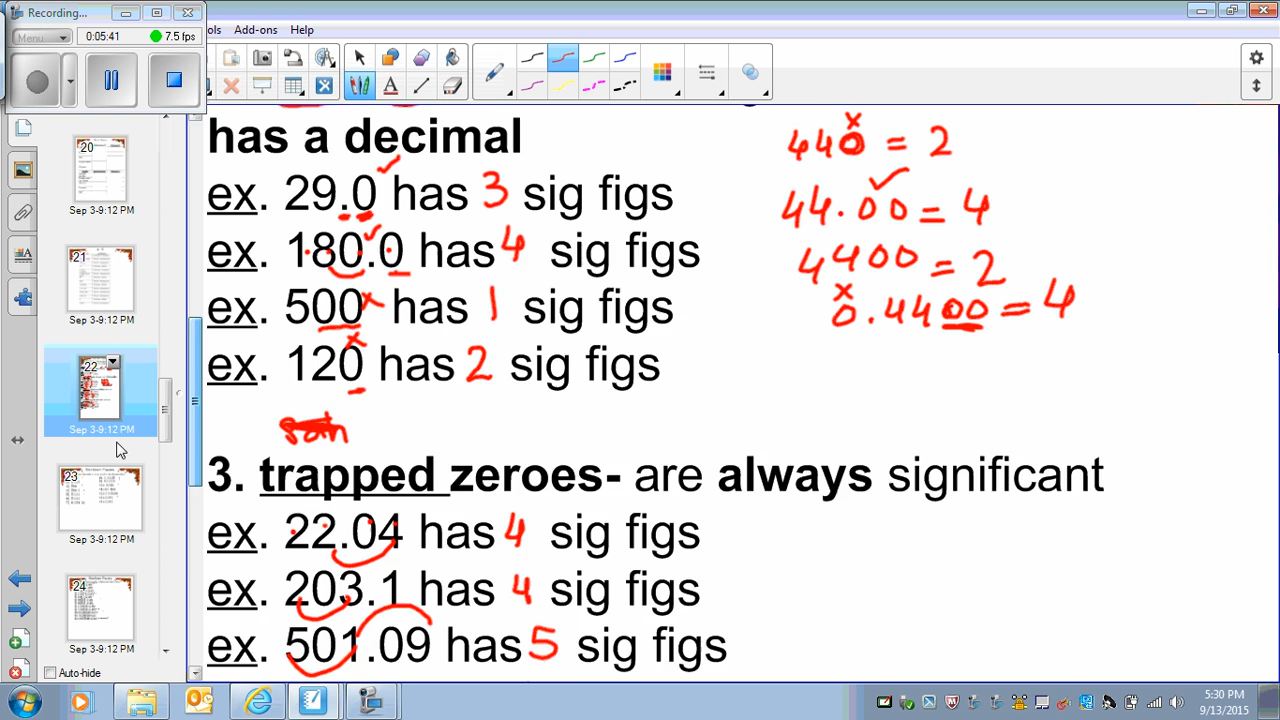 Recording...
Menu
0:05:41
7.5 fps
ols Add-ons Help
20
Sep 3-9:12 PM
21
Sep 3-9:12 PM
22
Sep 3-9:12 PM
23
Sep 3-9:12 PM
24
Sep 3-9:12 PM
Auto-hide
has a decimal
ex. 29.0 has 3 sig figs
ex. 180.0 has 4 sig figs
ex. 500 x has 1 sig figs
ex. 120 x has 2 sig figs
440 x = 2
44.00 = 4
4400 = 2
x 0.4400 = 4
3. trapped zeroes- are always significant
ex. 22.04 has 4 sig figs
ex. 203.1 has 4 sig figs
ex. 501.09 has 5 sig figs
5:30 PM
9/13/2015